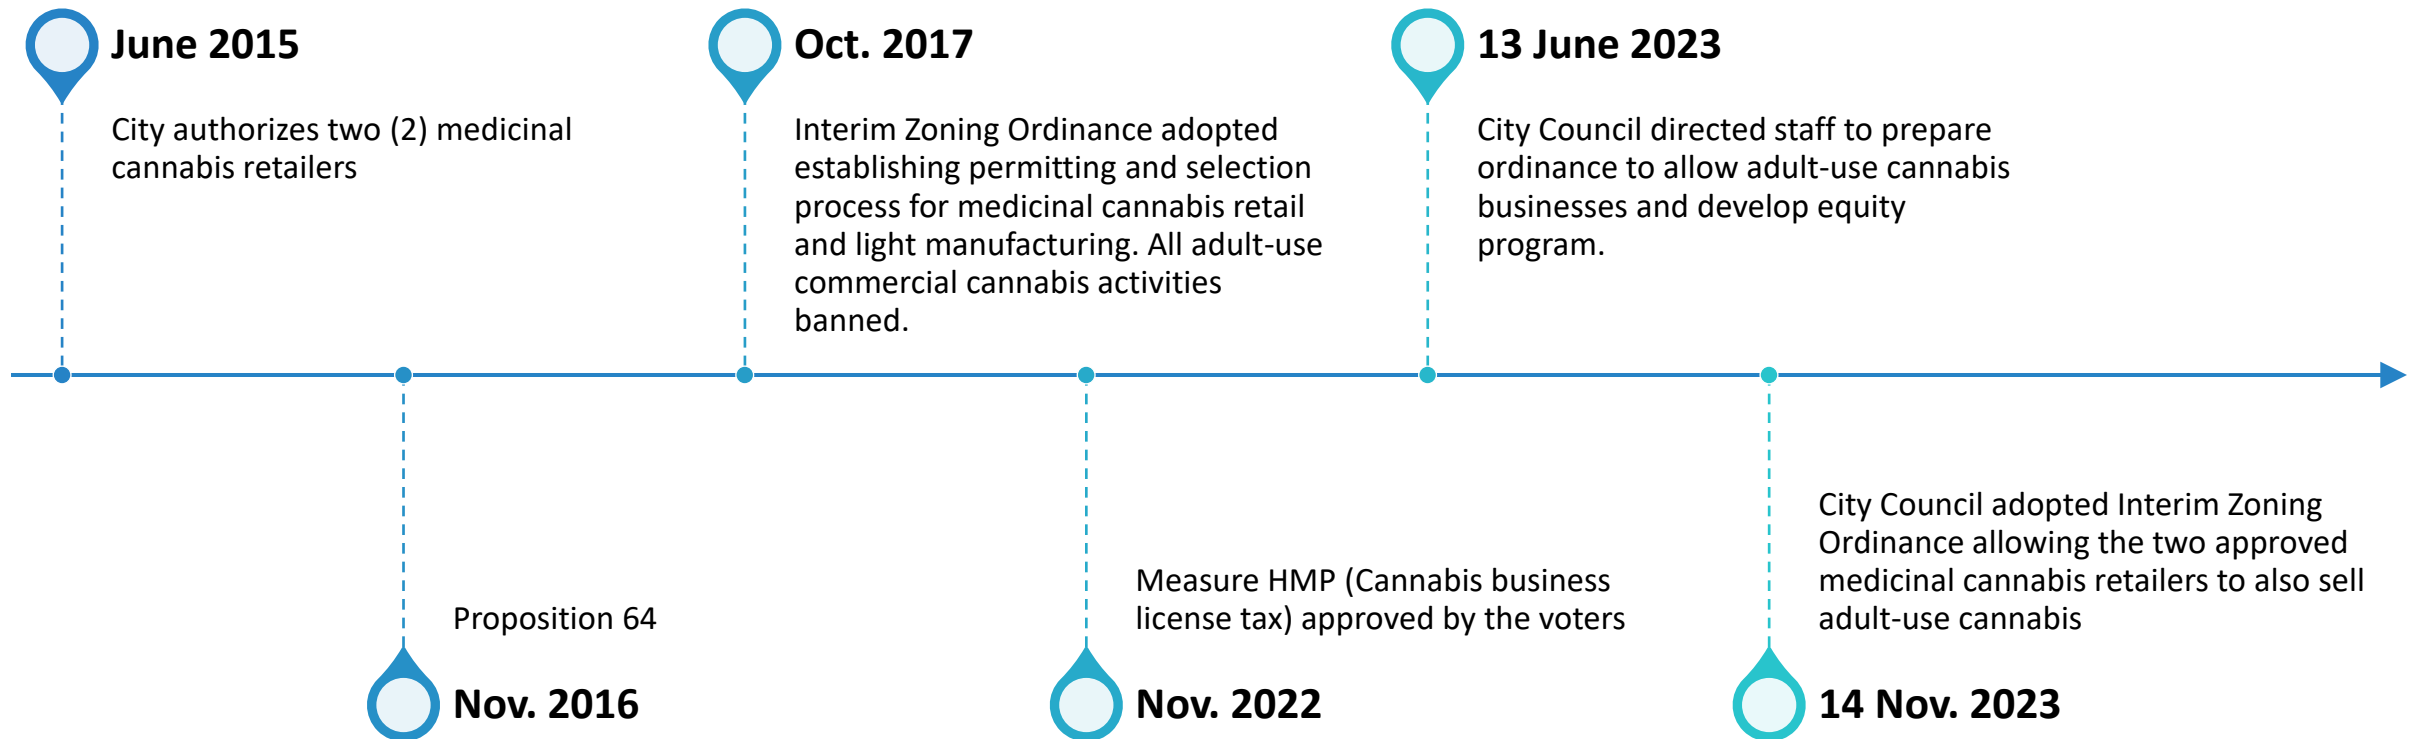 June 2015
City authorizes two (2) medicinal
cannabis retailers
Nov. 2016
Proposition 64
Oct. 2017
Interim Zoning Ordinance adopted
establishing permitting and selection
process for medicinal cannabis retail
and light manufacturing. All adult-use
commercial cannabis activities
banned.
Measure HMP (Cannabis business
license tax) approved by the voters
Nov. 2022
13 June 2023
City Council directed staff to prepare
ordinance to allow adult-use cannabis
businesses and develop equity
program.
City Council adopted Interim Zoning
Ordinance allowing the two approved
medicinal cannabis retailers to also sell
adult-use cannabis
14 Nov. 2023